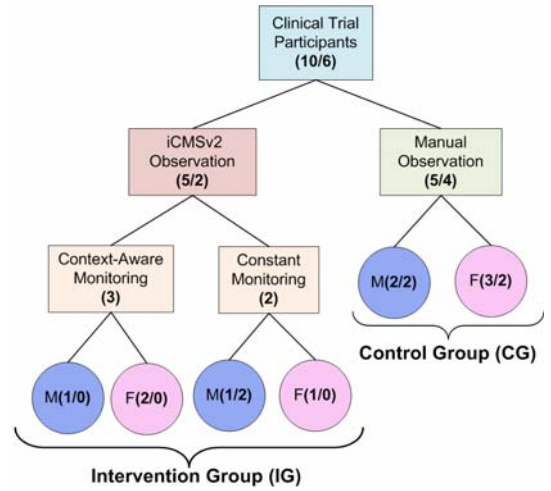 Clinical Trial
Participants
(10/6)
iCMSv2
Observation
(5/2)
Manual
Observation
(5/4)
Context-Aware
Monitoring
(3)
Constant
Monitoring
(2)
M(2/2)
F(3/2)
Control Group (CG)
M(1/0)
F(2/0)
M(1/2)
F(1/0)
Intervention Group (IG)